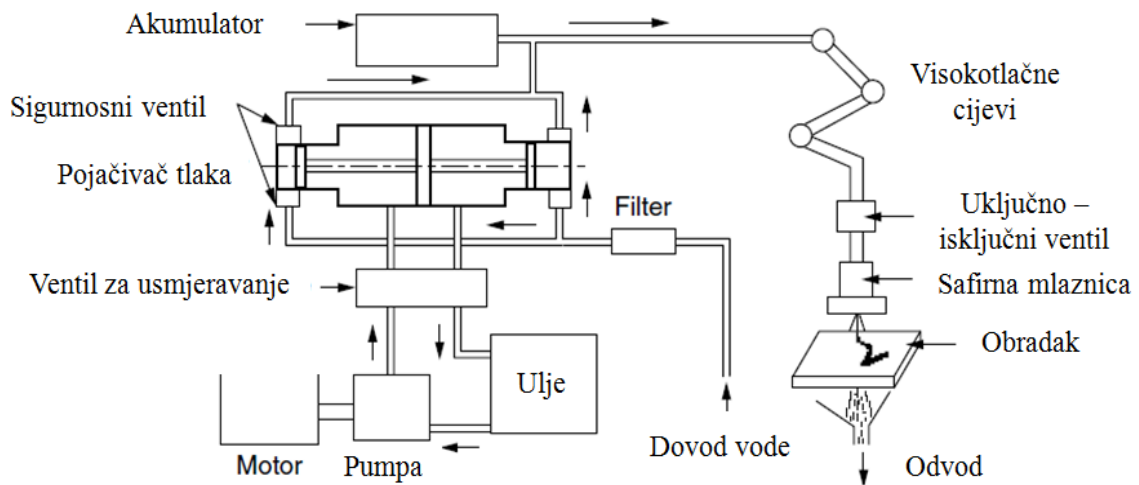 Akumulator
Visokotlačne
cijevi
Sigurnosni ventil
Pojačivač tlaka
Filter
Uključno –
isključni ventil
Ventil za usmjeravanje
Safirna mlaznica
Obradak
Ulje
Dovod vode
Motor
Pumpa
Odvod